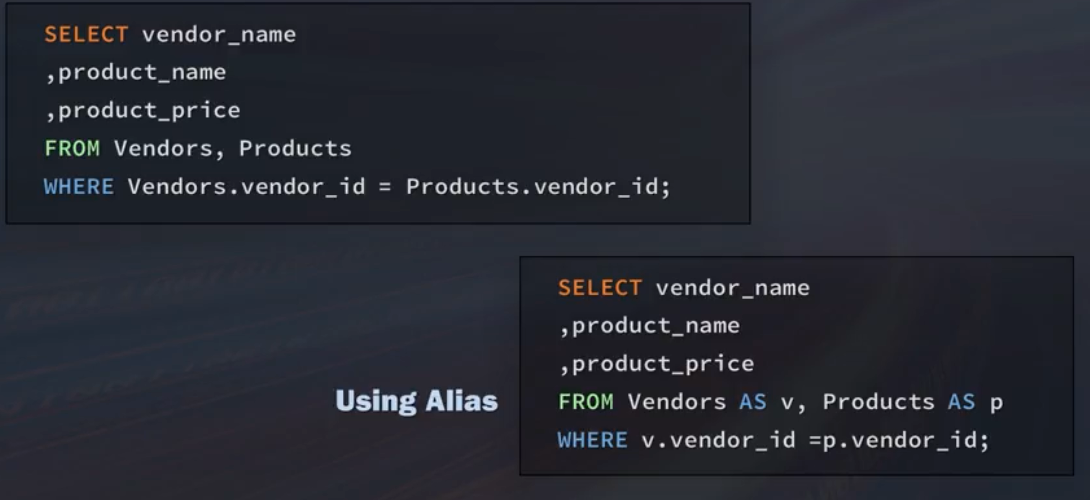 SELECT vendor_name
,product_name
,product_price
FROM Vendors, Products
WHERE Vendors.vendor_id = Products.vendor_id;
Using Alias
SELECT vendor_name
,product_name
,product_price
FROM Vendors AS v, Products AS p
WHERE v.vendor_id =p.vendor_id;